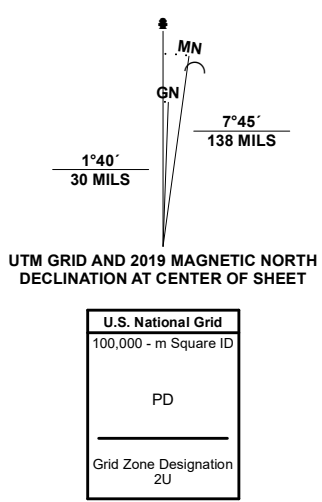 MN
GN
7°45´
138 MILS
1°40´
30 MILS
UTM GRID AND 2019 MAGNETIC NORTH
DECLINATION AT CENTER OF SHEET
U.S. National Grid
100,000 - m Square ID
PD
Grid Zone Designation
2U